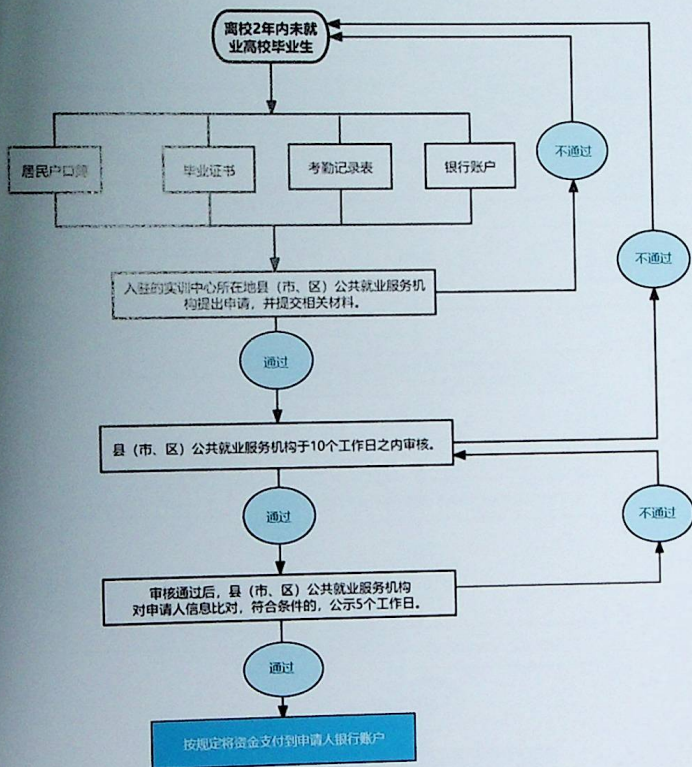 离校2年内未就
业高校毕业生
居民户口簿
毕业证书
考勤记录表
银行账户
不通过
不通过
入驻的实训中心所在地县（市、区）公共就业服务机
构提出申请，并提交相关材料。
通过
县（市、区）公共就业服务机构于10个工作日之内审核。
通过
不通过
审核通过后，县（市、区）公共就业服务机构
对申请人信息比对，符合条件的，公示5个工作日。
通过
按规定将资金支付到申请人银行账户